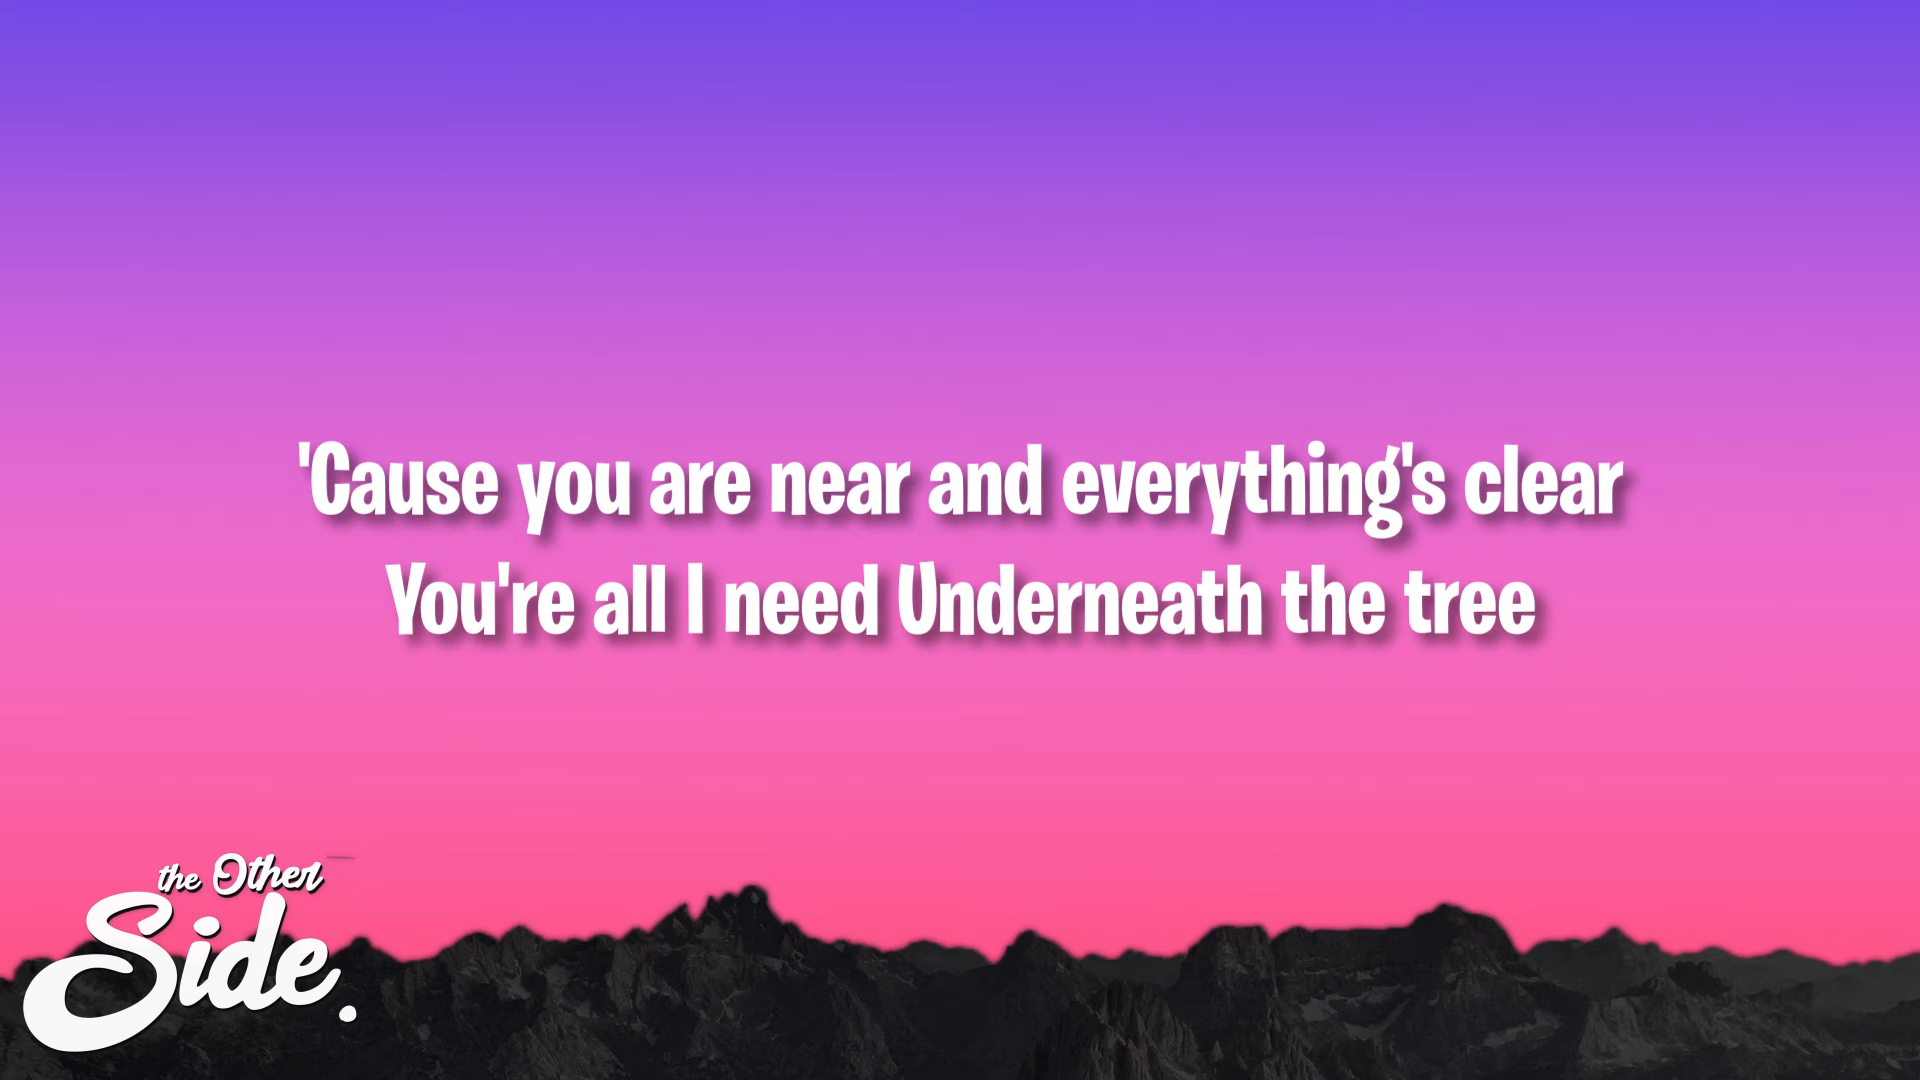 'Cause you are near and everything's clear
You're all I need Underneath the tree
the Other
Side.